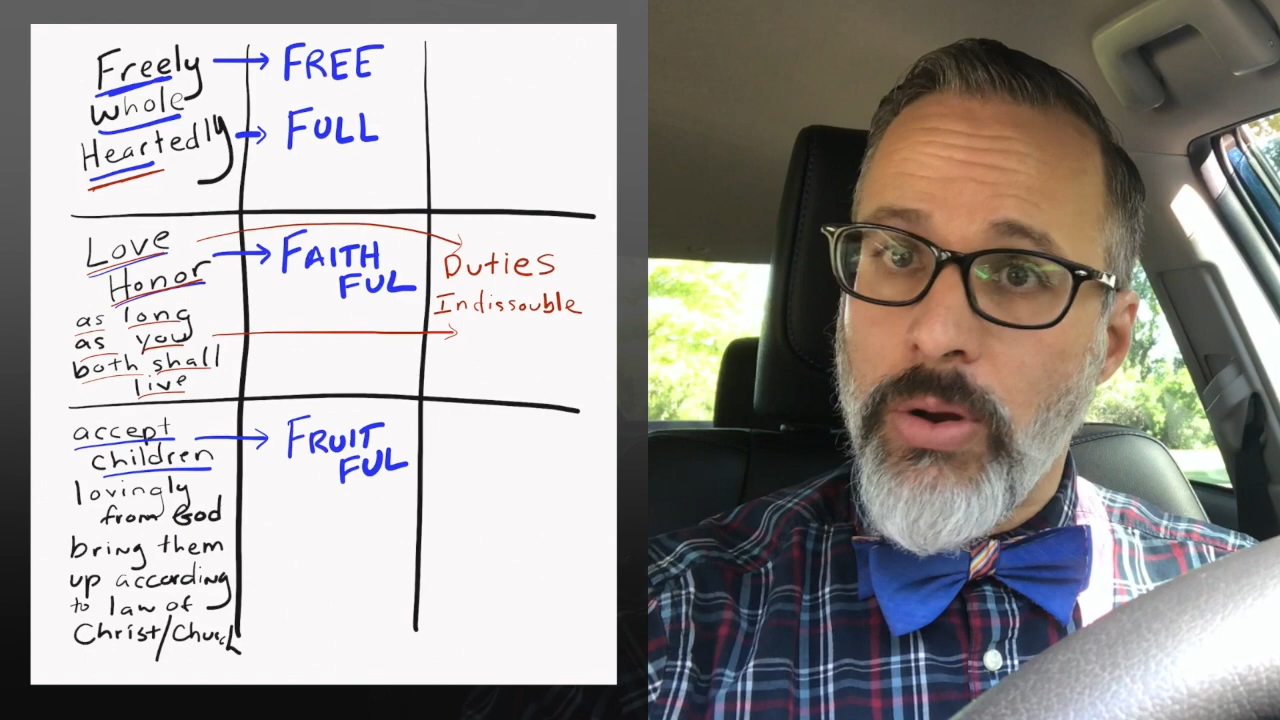 Freely → FREE
whole
Heartedly → FULL
Love
Honor → FAITH
FUL
Duties
Indissouble
as long
as you
both shall
live
accept → FRUIT
children FUL
lovingly
from God
bring them
up according
to law of
Christ/Church